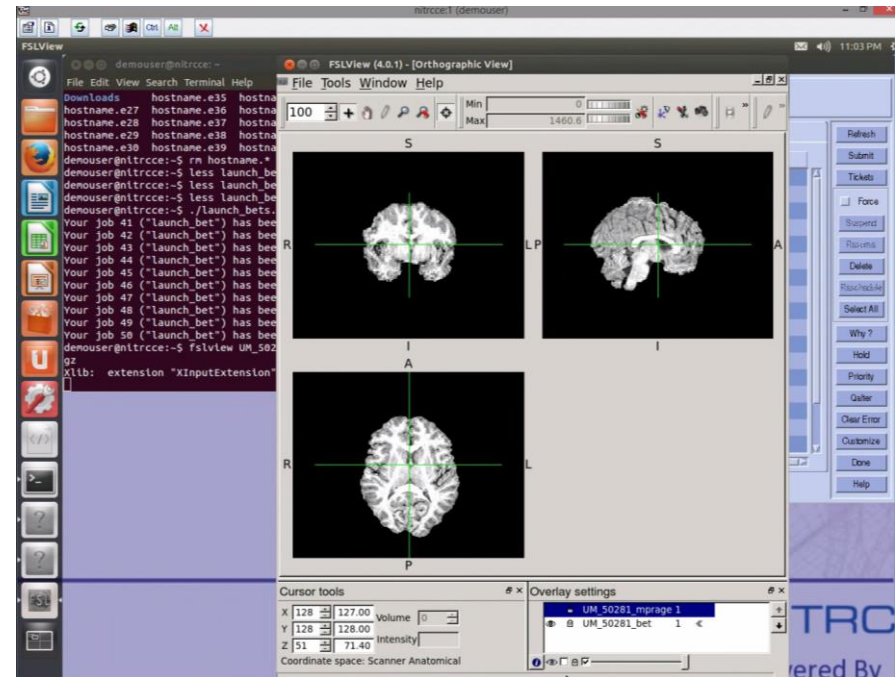 nitrcce:1 (demouser)
Ctrl Alt
FSLView
11:03 PM
demouser@nitrcce: ~
File Edit View Search Terminal Help
Downloads hostname.e35 hostna
hostname.e27 hostname.e36 hostna
hostname.e28 hostname.e37 hostna
hostname.e29 hostname.e38 hostna
hostname.e30 hostname.e39 hostna
demouser@nitrcce:~$ rm hostname.*
demouser@nitrcce:~$ less launch_be
demouser@nitrcce:~$ less launch_be
demouser@nitrcce:~$ ./launch_bets.
Your job 41 ("launch_bet") has bee
Your job 42 ("launch_bet") has bee
Your job 43 ("launch_bet") has bee
Your job 44 ("launch_bet") has bee
Your job 45 ("launch_bet") has bee
Your job 46 ("launch_bet") has bee
Your job 47 ("launch_bet") has bee
Your job 48 ("launch_bet") has bee
Your job 49 ("launch_bet") has bee
Your job 50 ("launch_bet") has bee
demouser@nitrcce:~$ fslview UM_502
gz
Xlib: extension "XInputExtension"
FSLView (4.0.1) - [Orthographic View]
File Tools Window Help
100
Min 0
Max 1460.6
S
R L
I
S
P A
I
A
R L
P
Cursor tools
X 128 127.00
Y 128 128.00
Z 51 71.40
Volume 0
Intensity
Coordinate space: Scanner Anatomical
Overlay settings
UM_50281_mprage 1
UM_50281_bet 1
Refresh
Submit
Tickets
Force
Suspend
Resume
Delete
Reschedule
Select All
Why ?
Hold
Priority
Qalter
Clear Error
Customize
Done
Help
TRC
ered By